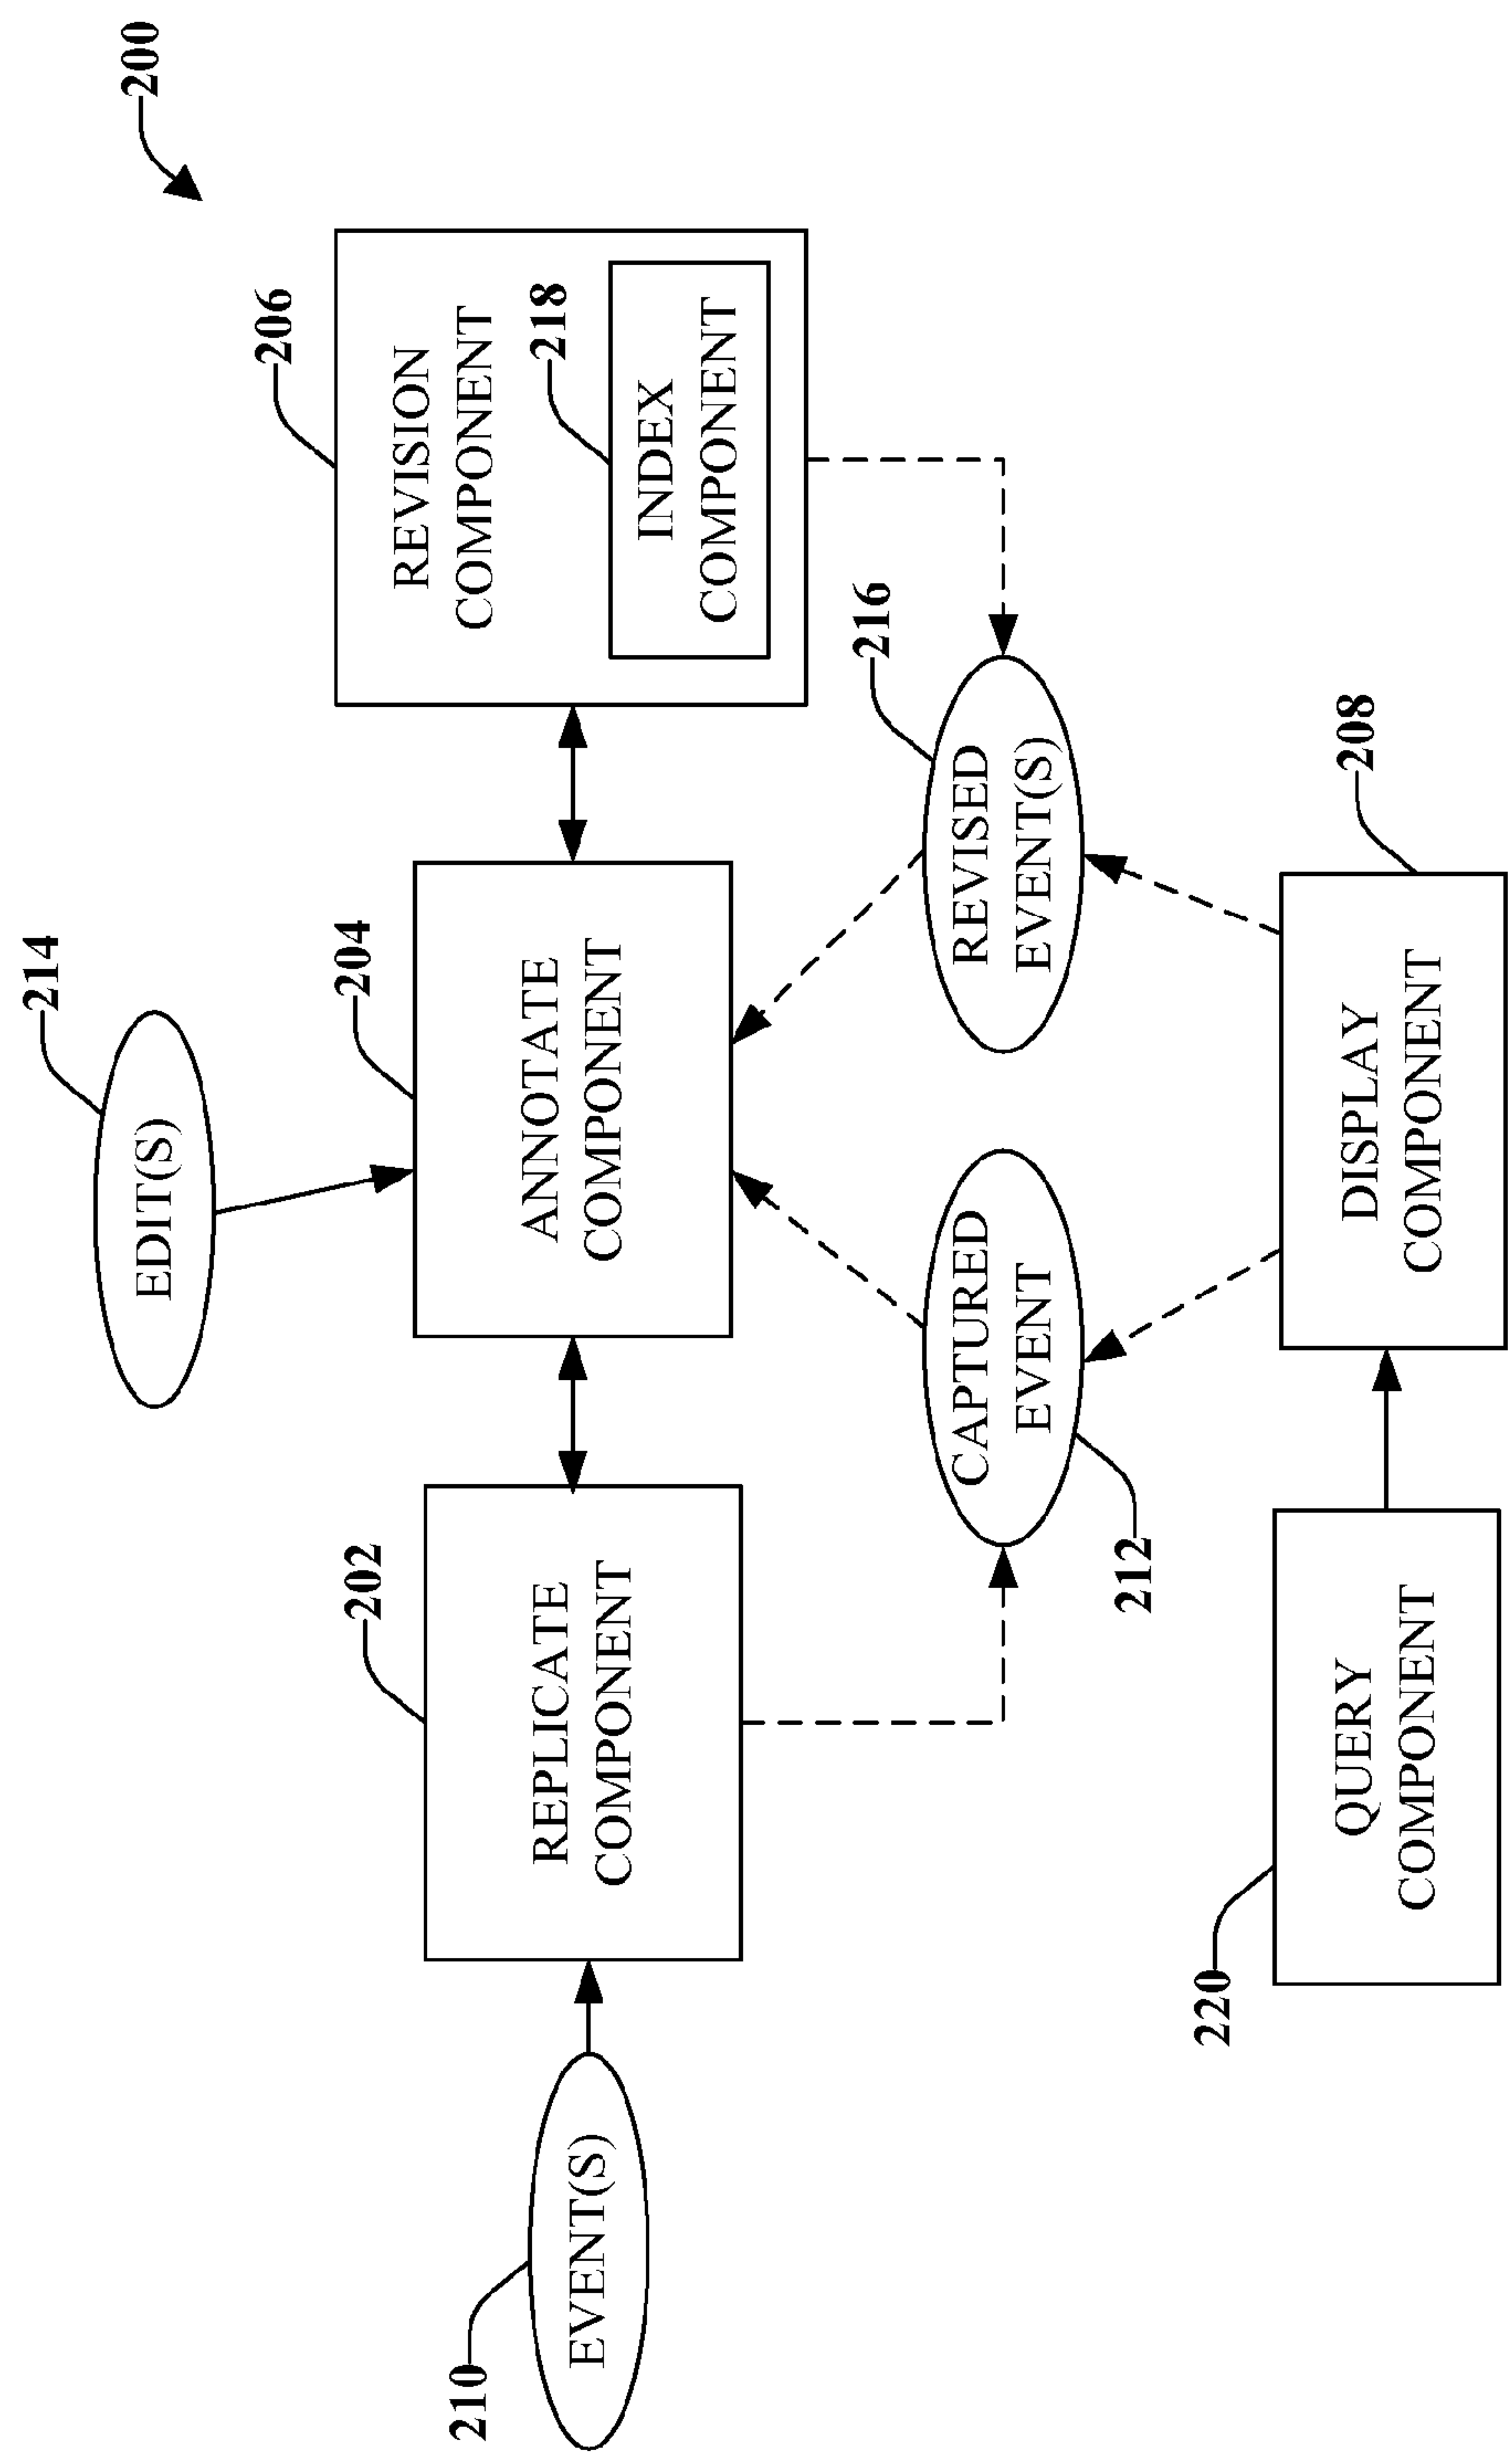 200
214
EDIT(S)
202
204
206
REPLICATE
COMPONENT
ANNOTATE
COMPONENT
REVISION
COMPONENT
218
INDEX
COMPONENT
210
EVENT(S)
216
CAPTURED
EVENT
REVISED
EVENT(S)
212
208
220
QUERY
COMPONENT
DISPLAY
COMPONENT